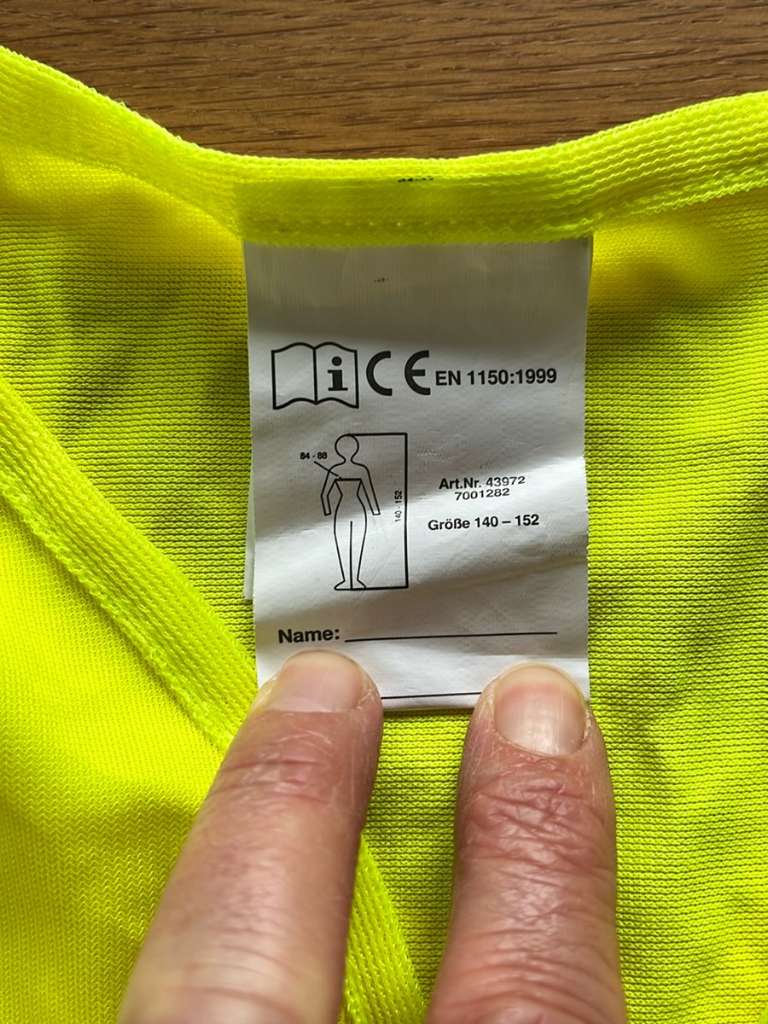 i CE EN 1150:1999
84 - 88
140 - 152
Art.Nr. 43972
7001282
Größe 140 – 152
Name: